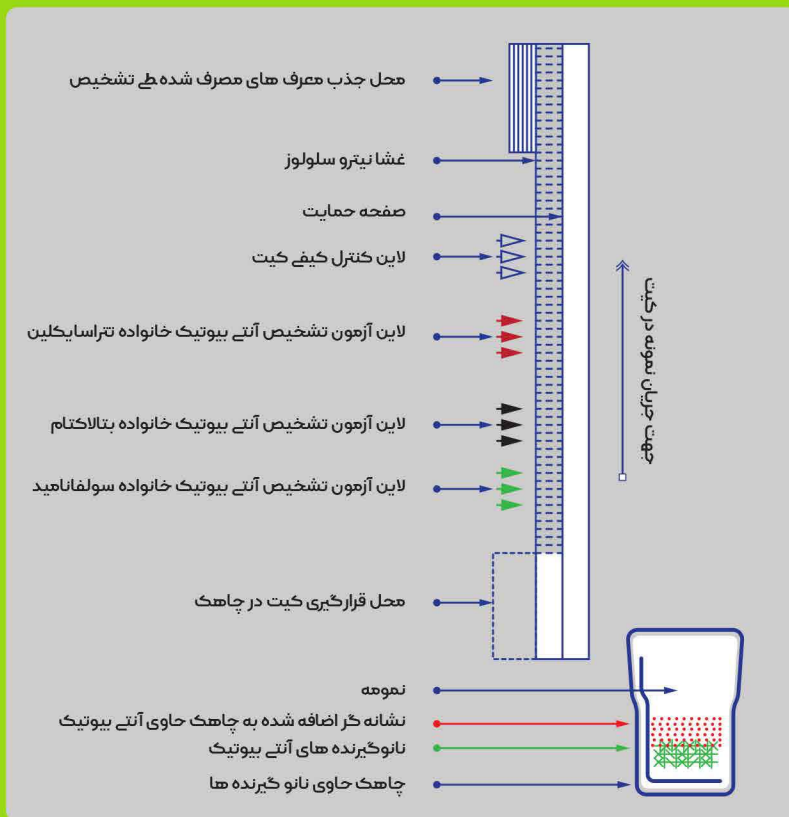 محل جذب معرف های مصرف شده طی تشخیص
غشا نیترو سلولوز
صفحه حمایت
لاین کنترل کیفی کیت
لاین آزمون تشخیص آنتی بیوتیک خانواده تتراسایکلین
لاین آزمون تشخیص آنتی بیوتیک خانواده بتالاکتام
لاین آزمون تشخیص آنتی بیوتیک خانواده سولفانامید
جهت جریان نمونه در کیت
محل قرارگیری کیت در چاهک
نمومه
نشانه گر اضافه شده به چاهک حاوی آنتی بیوتیک
نانوگیرنده های آنتی بیوتیک
چاهک حاوی نانو گیرنده ها